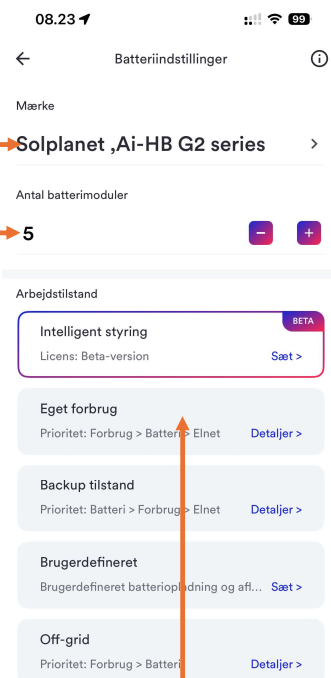 08.23
99
Batteriindstillinger
Mærke
Solplanet ,Ai-HB G2 series
Antal batterimoduler
5
Arbejdstilstand
BETA
Intelligent styring
Licens: Beta-version Sæt >
Eget forbrug
Prioritet: Forbrug > Batteri > Elnet Detaljer >
Backup tilstand
Prioritet: Batteri > Forbrug > Elnet Detaljer >
Brugerdefineret
Brugerdefineret batteriopladning og afl... Sæt >
Off-grid
Prioritet: Forbrug > Batteri Detaljer >